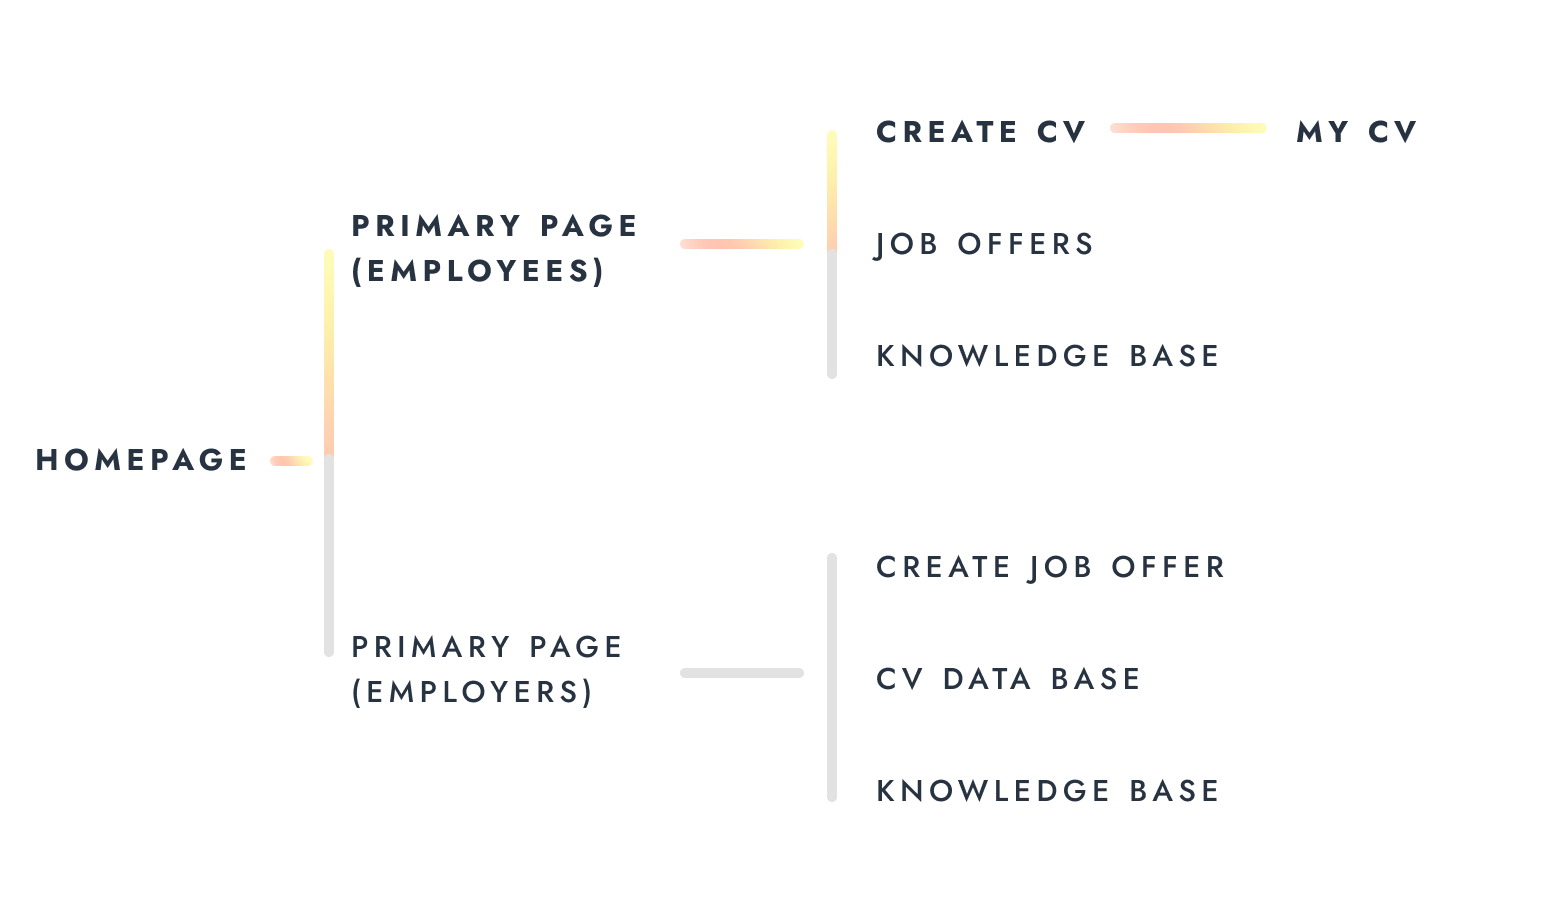 CREATE CV
MY CV
PRIMARY PAGE
(EMPLOYEES)
JOB OFFERS
KNOWLEDGE BASE
HOMEPAGE
CREATE JOB OFFER
PRIMARY PAGE
(EMPLOYERS)
CV DATA BASE
KNOWLEDGE BASE